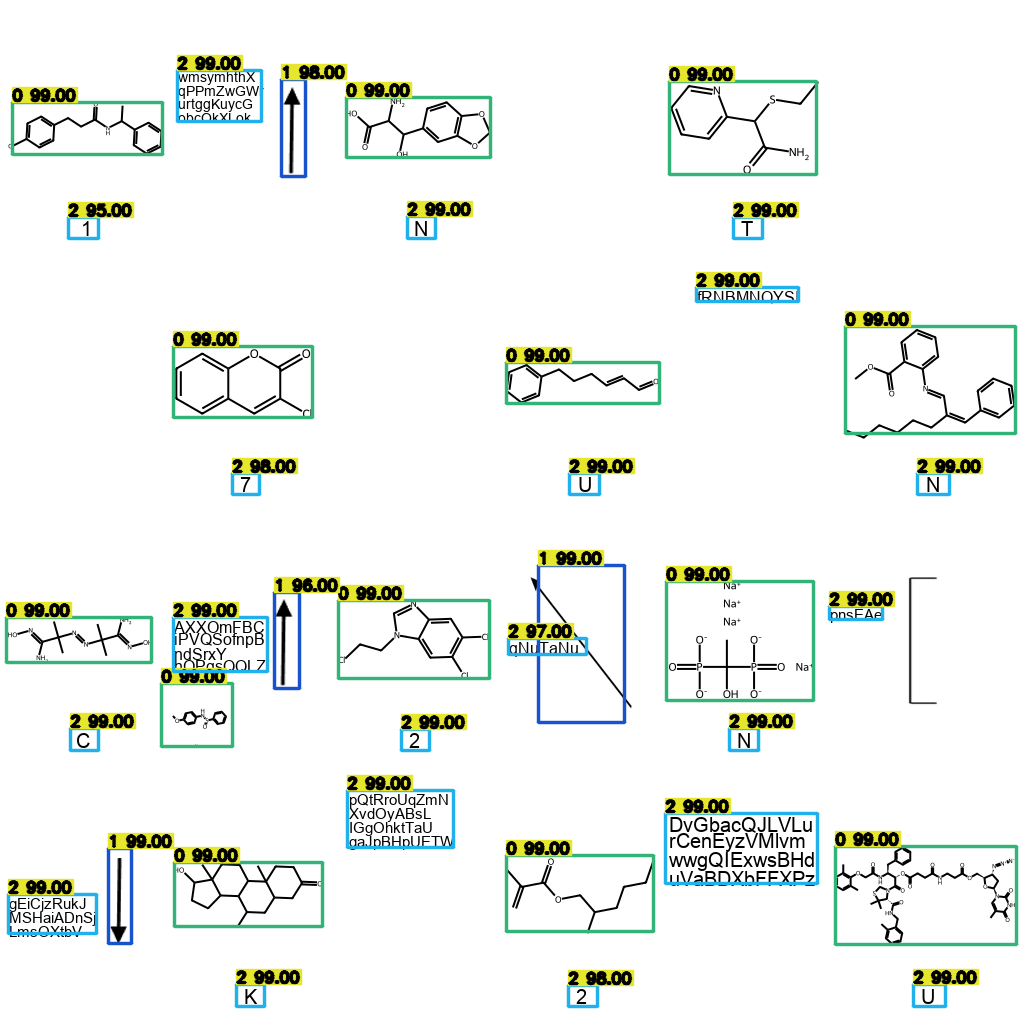 0 99.00
2 99.00
wmsymhthX
qPPmZwGW
urtggKuycG
1 98.00
0 99.00
NH2
HO
O
OH
O
O
0 99.00
N
S
NH2
O
O
N
H
2 95.00
1
2 99.00
N
2 99.00
T
2 99.00
fRNBMNQYS
0 99.00
O
O
Cl
0 99.00
O
0 99.00
O
O
N
2 98.00
7
2 99.00
U
2 99.00
N
0 99.00
HO
N
NH2
N
N
NH2
N
OH
2 99.00
AXXQmFBC
iPVQSofnpB
ndSrxY
0 99.00
1 96.00
0 99.00
N
N
Cl
Cl
Cl
1 99.00
2 97.00
qNuTaNu
0 99.00
Na+
Na+
Na+
O-
O-
O
P
P
O
Na+
O-
OH
O-
2 99.00
pnsEAe
2 99.00
C
2 99.00
2
2 99.00
N
2 99.00
pQtRroUqZmN
XvdOyABsL
IGgOhktTaU
2 99.00
DvGbacQJLVLu
rCenEyzVMlvm
wwgQIExwsBHd
uVaBDXbFFXPz
1 99.00
2 99.00
gEiCjzRukJ
MSHaiADnSj
LmsOXtbV
0 99.00
HO
O
0 99.00
O
O
0 99.00
2 99.00
K
2 98.00
2
2 99.00
U